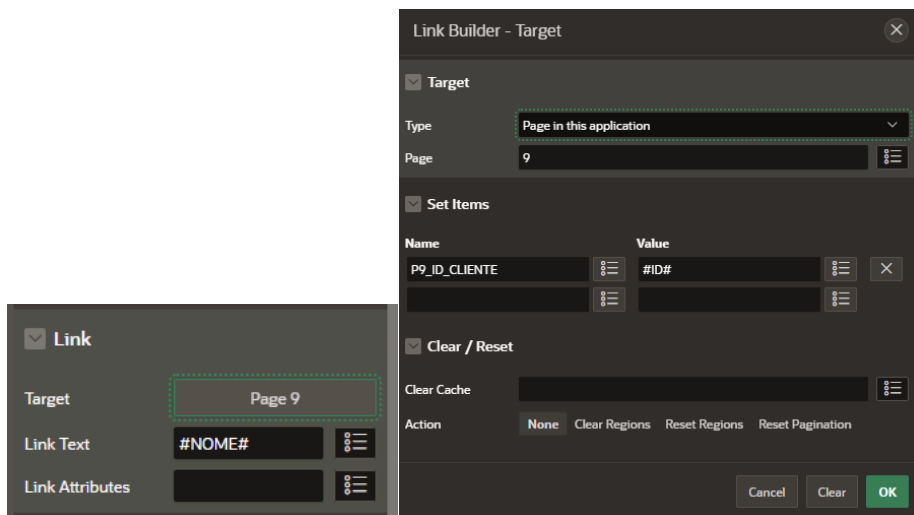 Link Builder - Target
Target
Type Page in this application
Page 9
Set Items
Name Value
P9_ID_CLIENTE #ID#
Clear / Reset
Clear Cache
Action None Clear Regions Reset Regions Reset Pagination
Cancel Clear OK
Link
Target Page 9
Link Text #NOME#
Link Attributes